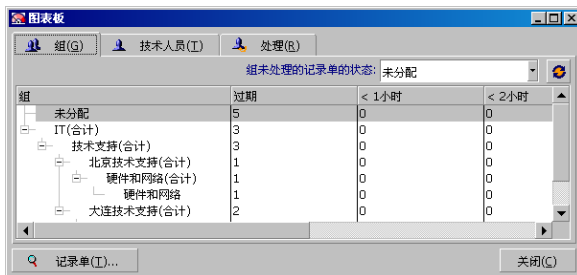 图表板
组(G) 技术人员(T) 处理(R)
组未处理的记录单的状态: 未分配
组 过期 < 1小时 < 2小时
未分配 5 0 0
IT(合计) 3 0 0
技术支持(合计) 3 0 0
北京技术支持(合计) 1 0 0
硬件和网络(合计) 1 0 0
硬件和网络 1 0 0
大连技术支持(合计) 2 0 0
记录单(T)... 关闭(C)